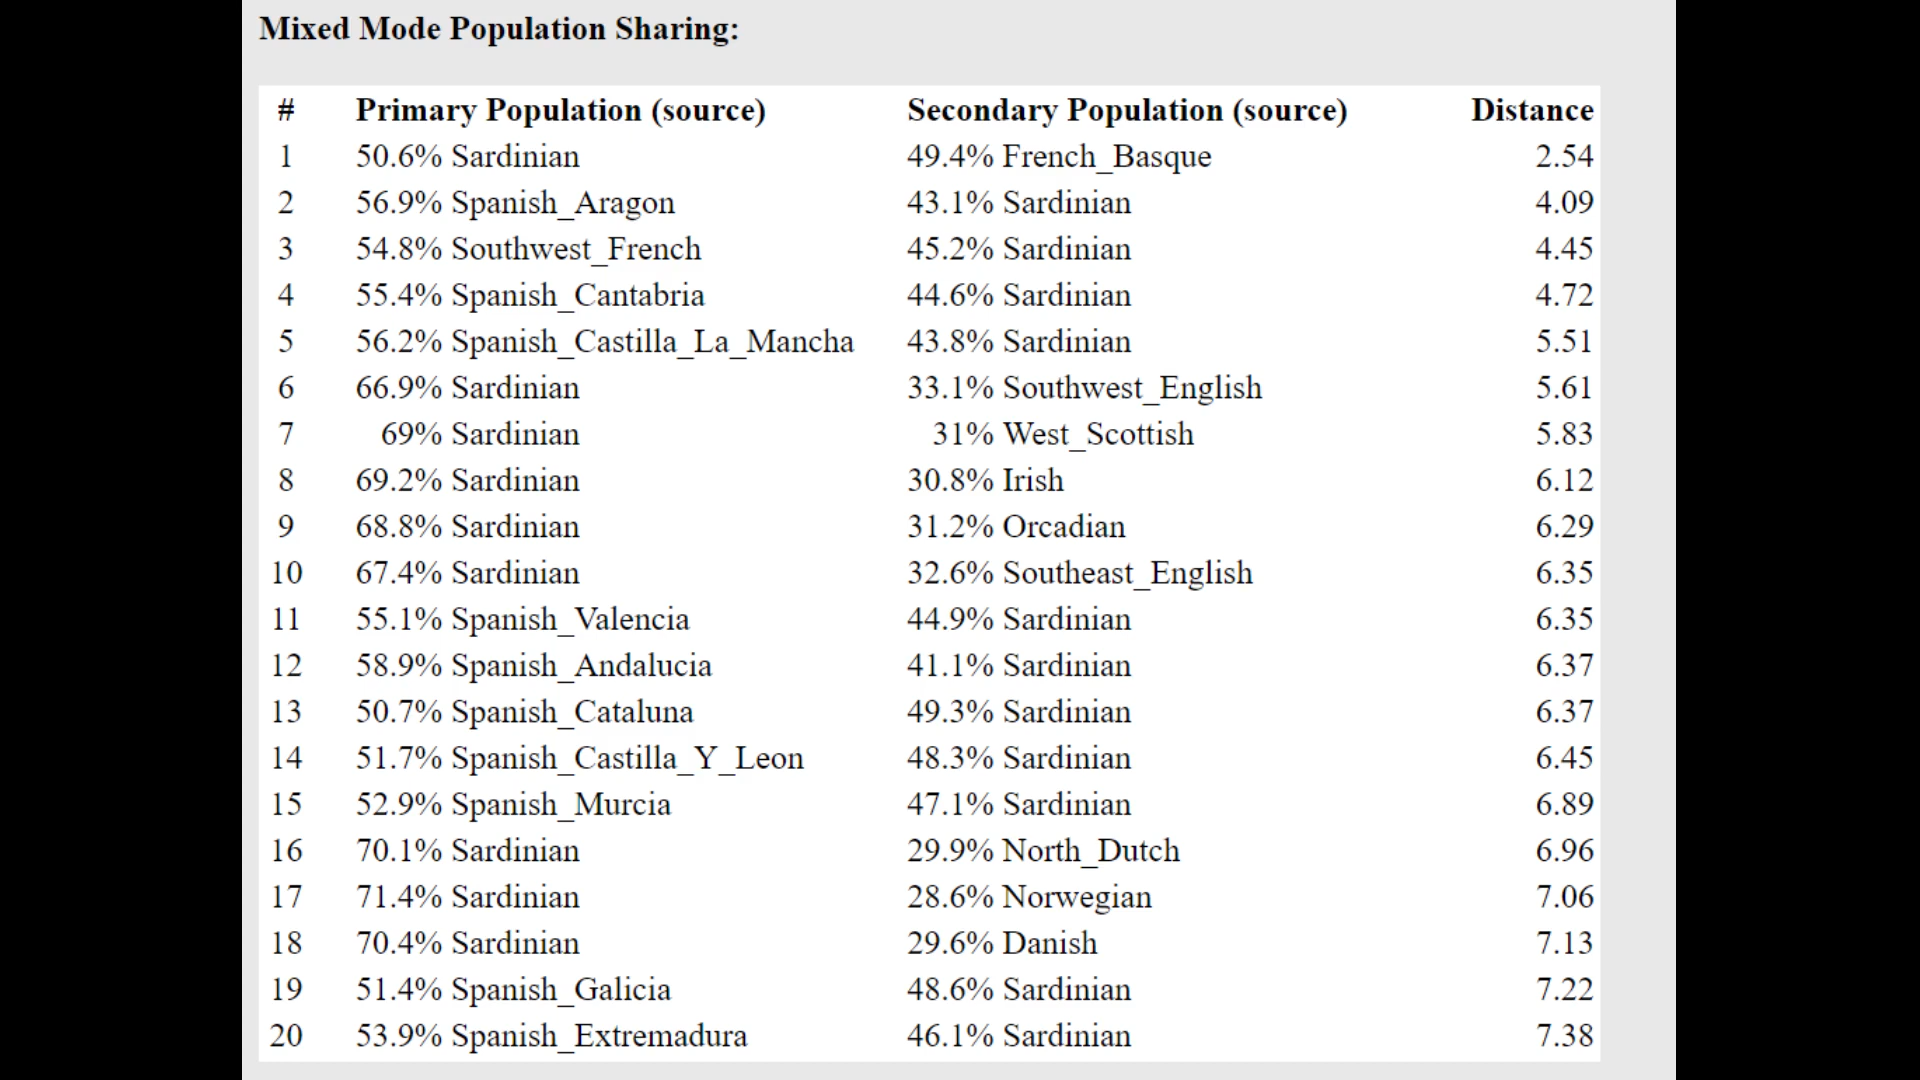 Mixed Mode Population Sharing:
# Primary Population (source) Secondary Population (source) Distance
1 50.6% Sardinian 49.4% French_Basque 2.54
2 56.9% Spanish_Aragon 43.1% Sardinian 4.09
3 54.8% Southwest_French 45.2% Sardinian 4.45
4 55.4% Spanish_Cantabria 44.6% Sardinian 4.72
5 56.2% Spanish_Castilla_La_Mancha 43.8% Sardinian 5.51
6 66.9% Sardinian 33.1% Southwest_English 5.61
7 69% Sardinian 31% West_Scottish 5.83
8 69.2% Sardinian 30.8% Irish 6.12
9 68.8% Sardinian 31.2% Orcadian 6.29
10 67.4% Sardinian 32.6% Southeast_English 6.35
11 55.1% Spanish_Valencia 44.9% Sardinian 6.35
12 58.9% Spanish_Andalucia 41.1% Sardinian 6.37
13 50.7% Spanish_Cataluna 49.3% Sardinian 6.37
14 51.7% Spanish_Castilla_Y_Leon 48.3% Sardinian 6.45
15 52.9% Spanish_Murcia 47.1% Sardinian 6.89
16 70.1% Sardinian 29.9% North_Dutch 6.96
17 71.4% Sardinian 28.6% Norwegian 7.06
18 70.4% Sardinian 29.6% Danish 7.13
19 51.4% Spanish_Galicia 48.6% Sardinian 7.22
20 53.9% Spanish_Extremadura 46.1% Sardinian 7.38